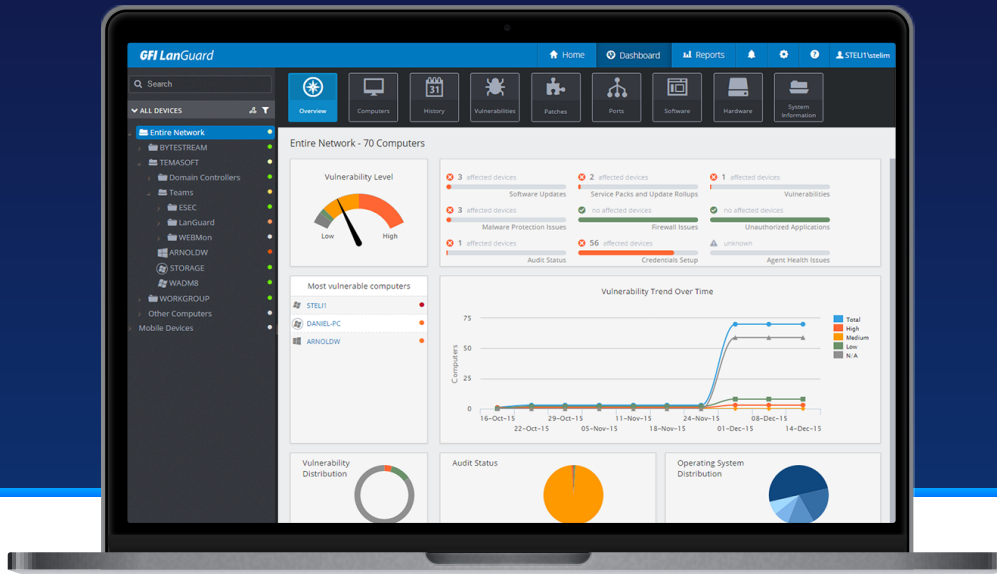 GFI LanGuard
Home
Dashboard
Reports
STELI1\stelim
Search
Overview
Computers
31
History
Vulnerabilities
Patches
Ports
Software
Hardware
System
Information
ALL DEVICES
Entire Network
BYTESTREAM
TEMASOFT
Domain Controllers
Teams
ESEC
LanGuard
WEBMon
ARNOLDW
STORAGE
WADM8
WORKGROUP
Other Computers
Mobile Devices
Entire Network - 70 Computers
Vulnerability Level
Low
High
3 affected devices
Software Updates
2 affected devices
Service Packs and Update Rollups
1 affected devices
Vulnerabilities
3 affected devices
Malware Protection Issues
no affected devices
Firewall Issues
no affected devices
Unauthorized Applications
1 affected devices
Audit Status
56 affected devices
Credentials Setup
unknown
Agent Health Issues
Most vulnerable computers
STELI1
DANIEL-PC
ARNOLDW
Vulnerability Trend Over Time
Computers
75
50
25
0
16-Oct-15
22-Oct-15
29-Oct-15
05-Nov-15
11-Nov-15
18-Nov-15
24-Nov-15
01-Dec-15
08-Dec-15
14-Dec-15
Total
High
Medium
Low
N/A
Vulnerability
Distribution
Audit Status
Operating System
Distribution